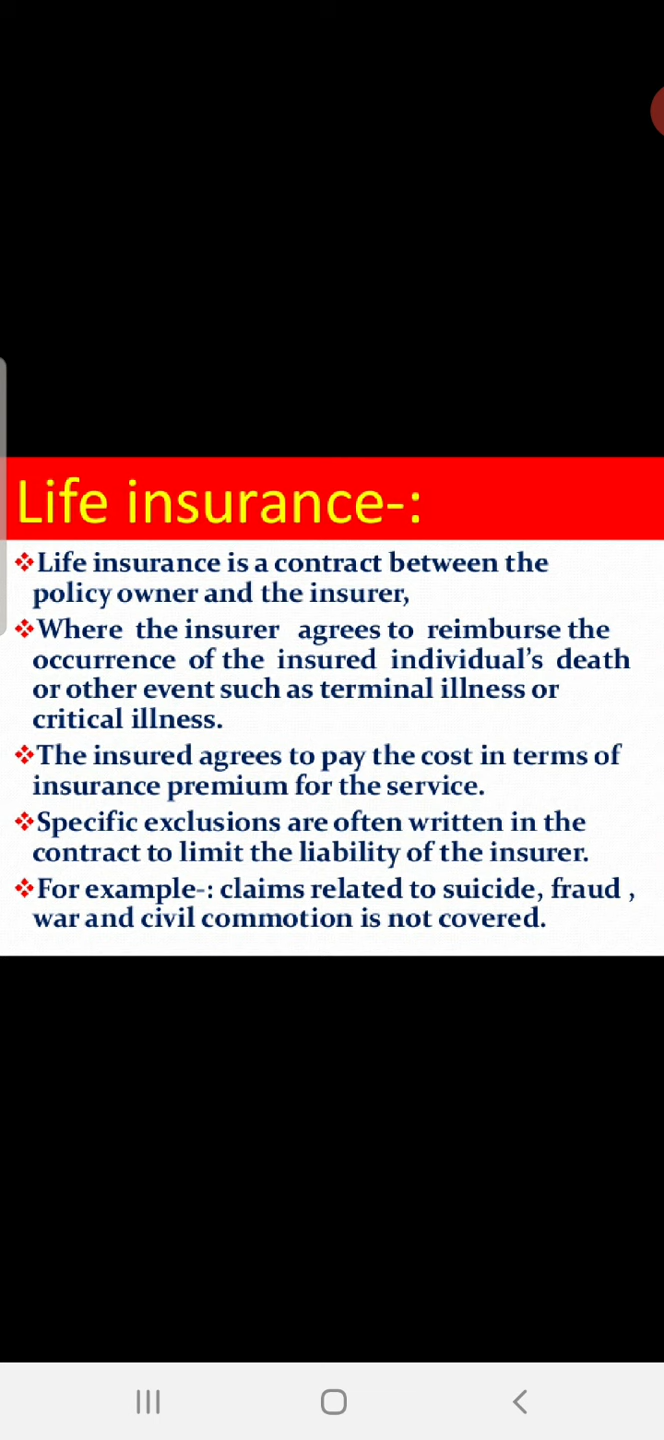 Life insurance-:
❖Life insurance is a contract between the
policy owner and the insurer,
❖Where the insurer agrees to reimburse the
occurrence of the insured individual's death
or other event such as terminal illness or
critical illness.
❖The insured agrees to pay the cost in terms of
insurance premium for the service.
❖Specific exclusions are often written in the
contract to limit the liability of the insurer.
❖For example-: claims related to suicide, fraud ,
war and civil commotion is not covered.